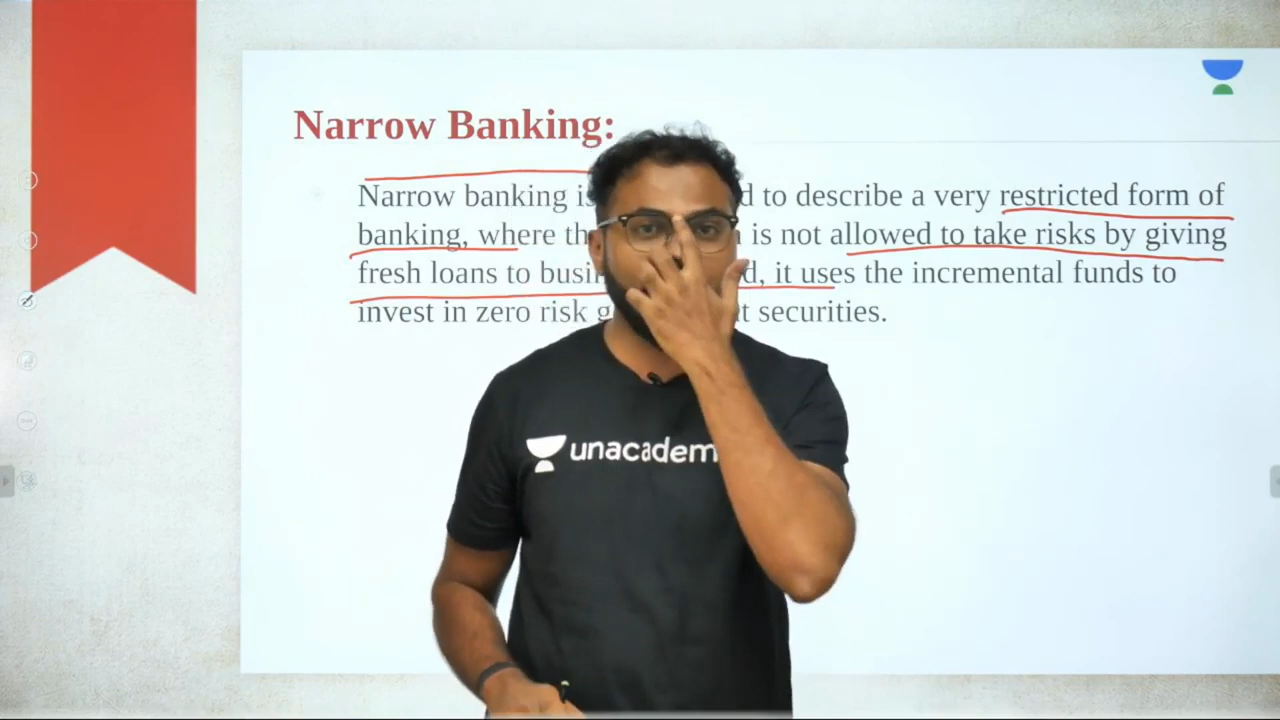 Narrow Banking:
Narrow banking is d to describe a very restricted form of
banking, where th is not allowed to take risks by giving
fresh loans to busin d, it uses the incremental funds to
invest in zero risk g t securities.
unacadem